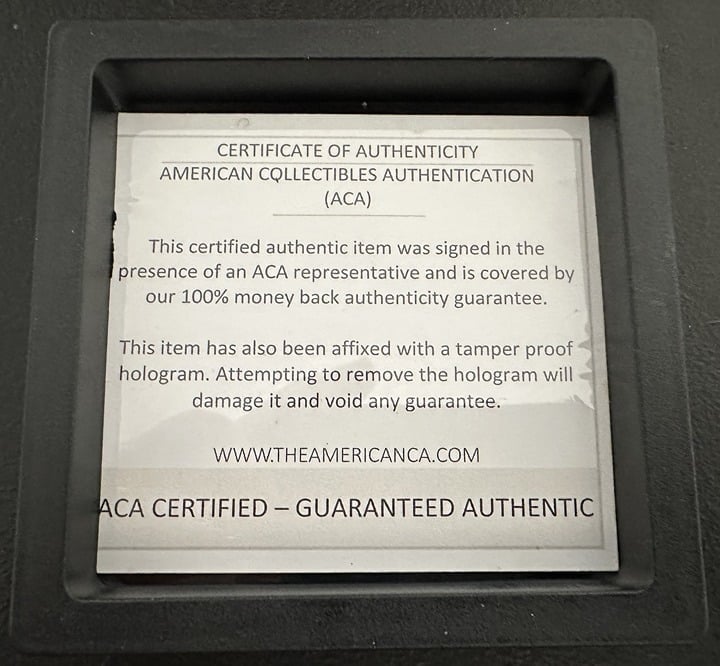 CERTIFICATE OF AUTHENTICITY
AMERICAN COLLECTIBLES AUTHENTICATION
(ACA)
This certified authentic item was signed in the
presence of an ACA representative and is covered by
our 100% money back authenticity guarantee.
This item has also been affixed with a tamper proof
hologram. Attempting to remove the hologram will
damage it and void any guarantee.
WWW.THEAMERICANCA.COM
ACA CERTIFIED – GUARANTEED AUTHENTIC